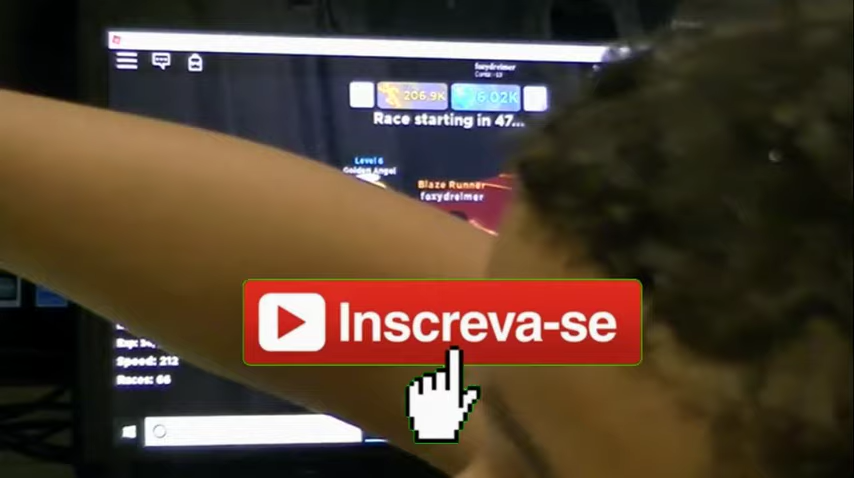 foxydreimer
206.9K
6.02K
Race starting in 47...
Level 6
Golden Angel
Blaze Runner
foxydreimer
Inscreva-se
Speed: 212
Races: 66